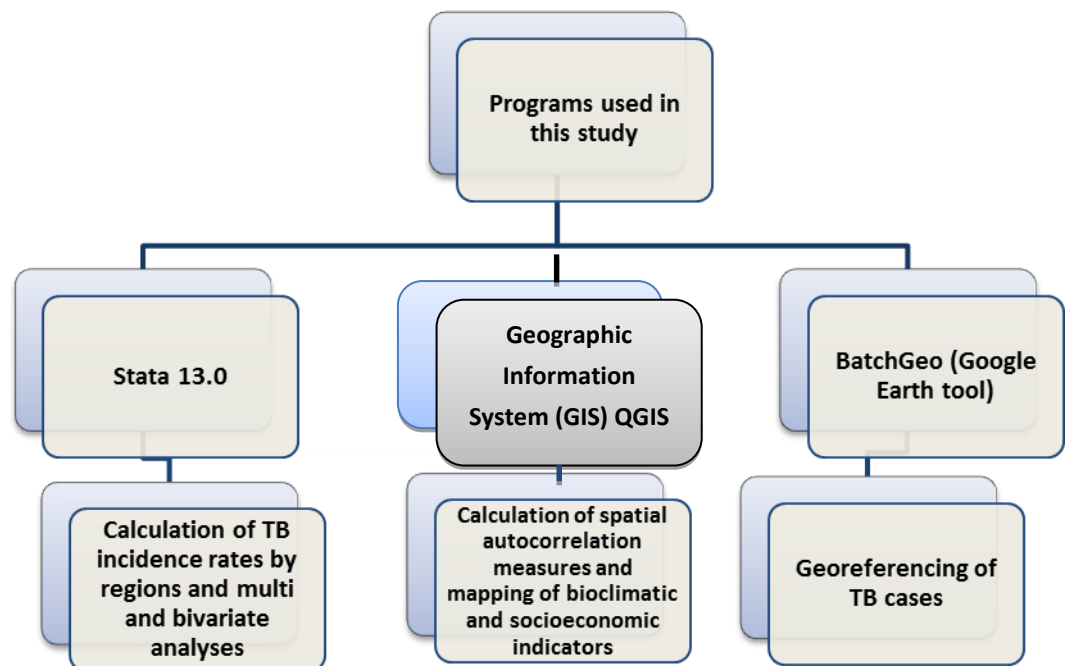 Programs used in
this study
Stata 13.0
Geographic
Information
System (GIS) QGIS
BatchGeo (Google
Earth tool)
Calculation of TB
incidence rates by
regions and multi
and bivariate
analyses
Calculation of spatial
autocorrelation
measures and
mapping of bioclimatic
and socioeconomic
indicators
Georeferencing of
TB cases